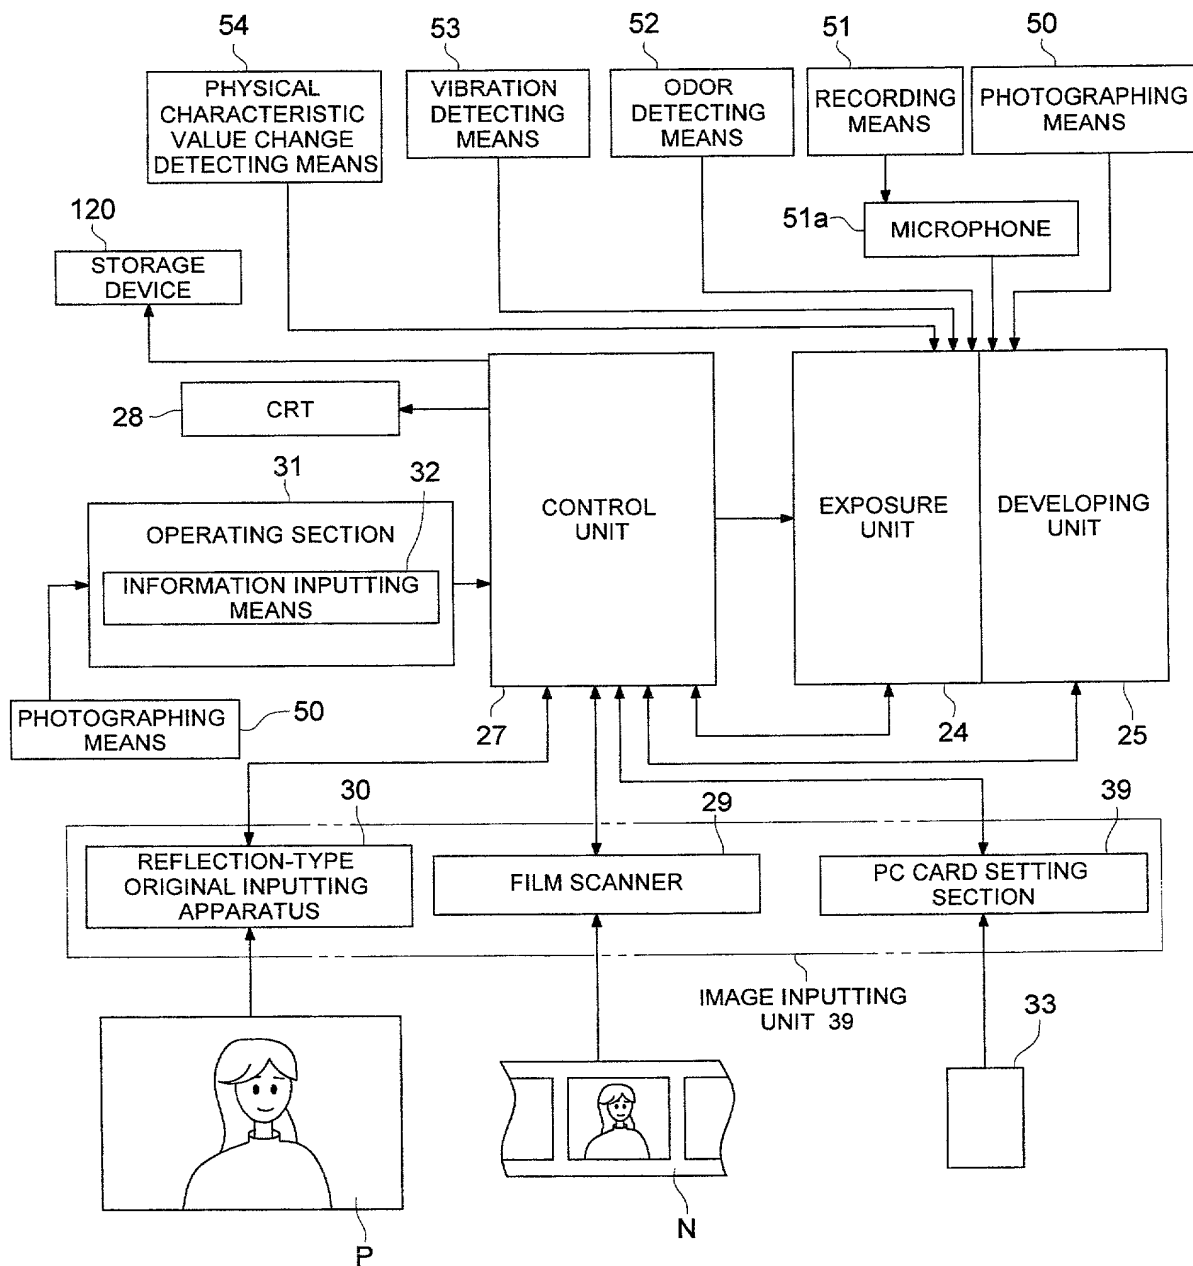 54
53
52
51
50
PHYSICAL
CHARACTERISTIC
VALUE CHANGE
DETECTING MEANS
VIBRATION
DETECTING
MEANS
ODOR
DETECTING
MEANS
RECORDING
MEANS
PHOTOGRAPHING
MEANS
120
STORAGE
DEVICE
51a
MICROPHONE
28
CRT
31
32
OPERATING SECTION
INFORMATION INPUTTING
MEANS
CONTROL
UNIT
EXPOSURE
UNIT
DEVELOPING
UNIT
PHOTOGRAPHING
MEANS
50
27
24
25
30
29
39
REFLECTION-TYPE
ORIGINAL INPUTTING
APPARATUS
FILM SCANNER
PC CARD SETTING
SECTION
IMAGE INPUTTING
UNIT 39
33
P
N